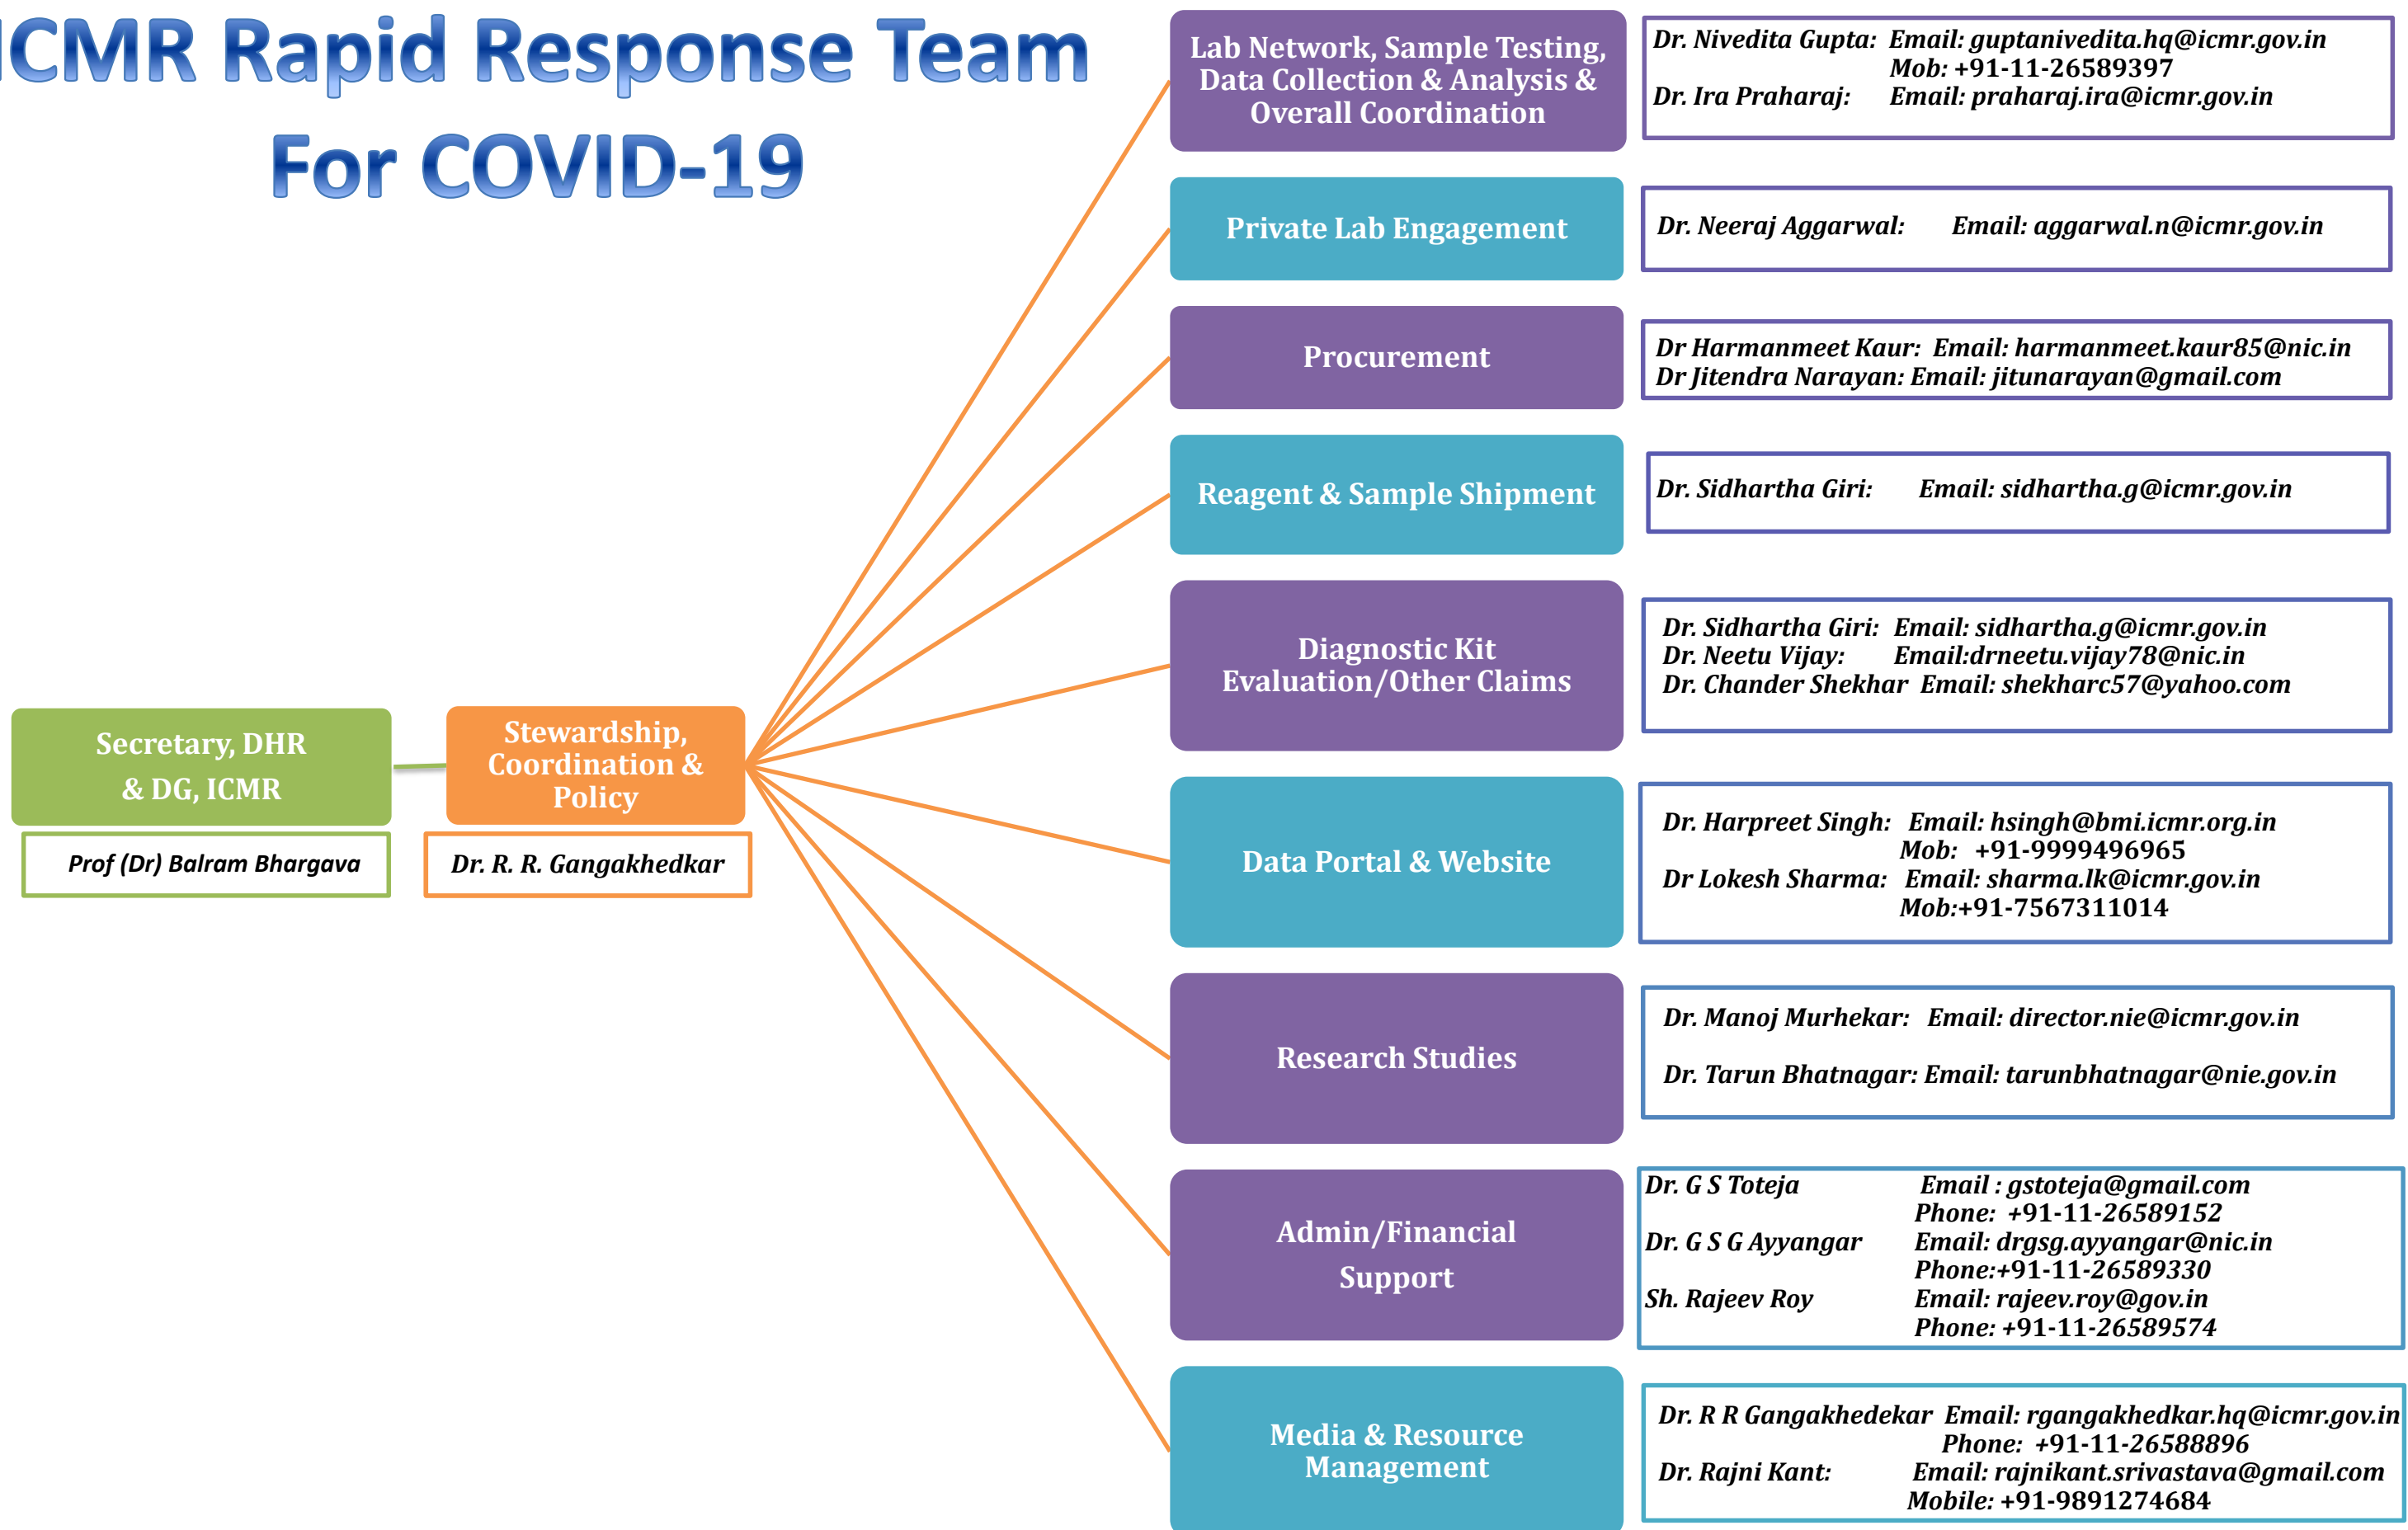 ICMR Rapid Response Team
For COVID-19
Secretary, DHR
& DG, ICMR
Prof (Dr) Balram Bhargava
Stewardship,
Coordination &
Policy
Dr. R. R. Gangakhedkar
Lab Network, Sample Testing,
Data Collection & Analysis &
Overall Coordination
Dr. Nivedita Gupta: Email: guptanivedita.hq@icmr.gov.in
Mob: +91-11-26589397
Dr. Ira Praharaj: Email: praharaj.ira@icmr.gov.in
Private Lab Engagement
Dr. Neeraj Aggarwal: Email: aggarwal.n@icmr.gov.in
Procurement
Dr Harmanmeet Kaur: Email: harmanmeet.kaur85@nic.in
Dr Jitendra Narayan: Email: jitunarayan@gmail.com
Reagent & Sample Shipment
Dr. Sidhartha Giri: Email: sidhartha.g@icmr.gov.in
Diagnostic Kit
Evaluation/Other Claims
Dr. Sidhartha Giri: Email: sidhartha.g@icmr.gov.in
Dr. Neetu Vijay: Email:drneetu.vijay78@nic.in
Dr. Chander Shekhar Email: shekharc57@yahoo.com
Data Portal & Website
Dr. Harpreet Singh: Email: hsingh@bmi.icmr.org.in
Mob: +91-9999496965
Dr Lokesh Sharma: Email: sharma.lk@icmr.gov.in
Mob:+91-7567311014
Research Studies
Dr. Manoj Murhekar: Email: director.nie@icmr.gov.in
Dr. Tarun Bhatnagar: Email: tarunbhatnagar@nie.gov.in
Admin/Financial
Support
Dr. G S Toteja Email : gstoteja@gmail.com
Phone: +91-11-26589152
Dr. G S G Ayyangar Email: drgsg.ayyangar@nic.in
Phone:+91-11-26589330
Sh. Rajeev Roy Email: rajeev.roy@gov.in
Phone: +91-11-26589574
Media & Resource
Management
Dr. R R Gangakhedekar Email: rgangakhedkar.hq@icmr.gov.in
Phone: +91-11-26588896
Dr. Rajni Kant: Email: rajnikant.srivastava@gmail.com
Mobile: +91-9891274684